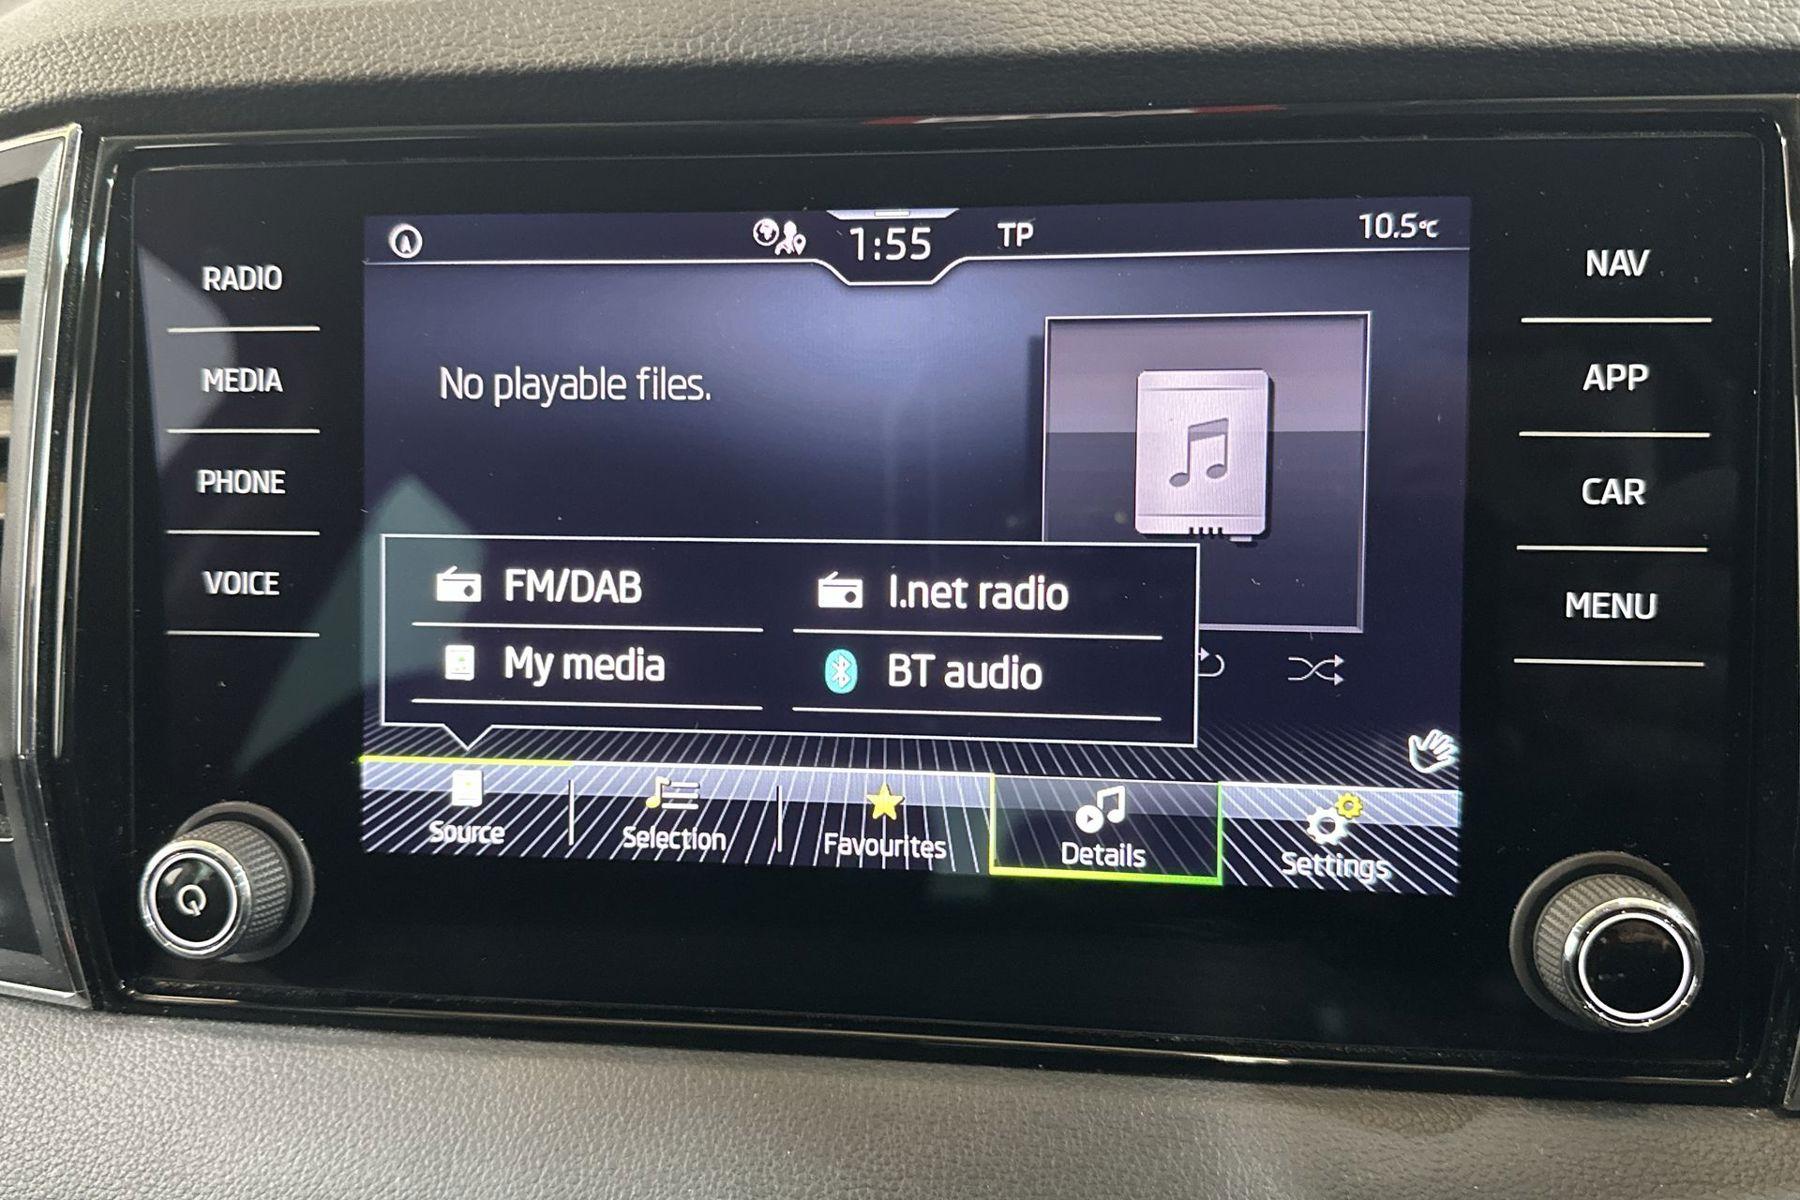 1:55
TP
10.5°C
RADIO
MEDIA
PHONE
VOICE
No playable files.
FM/DAB
I.net radio
My media
BT audio
Source
Selection
Favourites
Details
Settings
NAV
APP
CAR
MENU